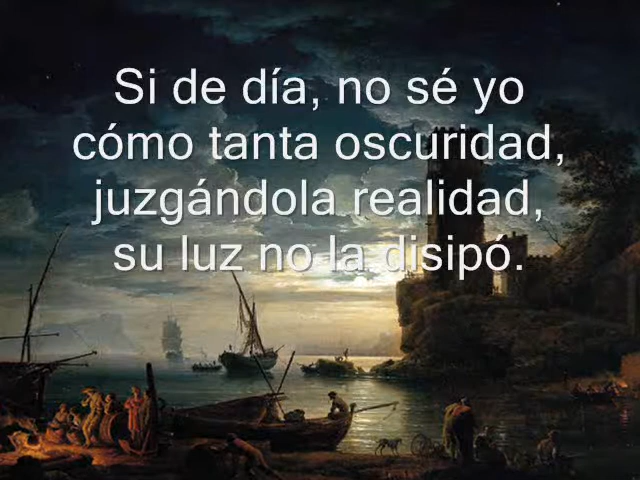 Si de día, no sé yo
cómo tanta oscuridad,
juzgándola realidad,
su luz no la disipó.